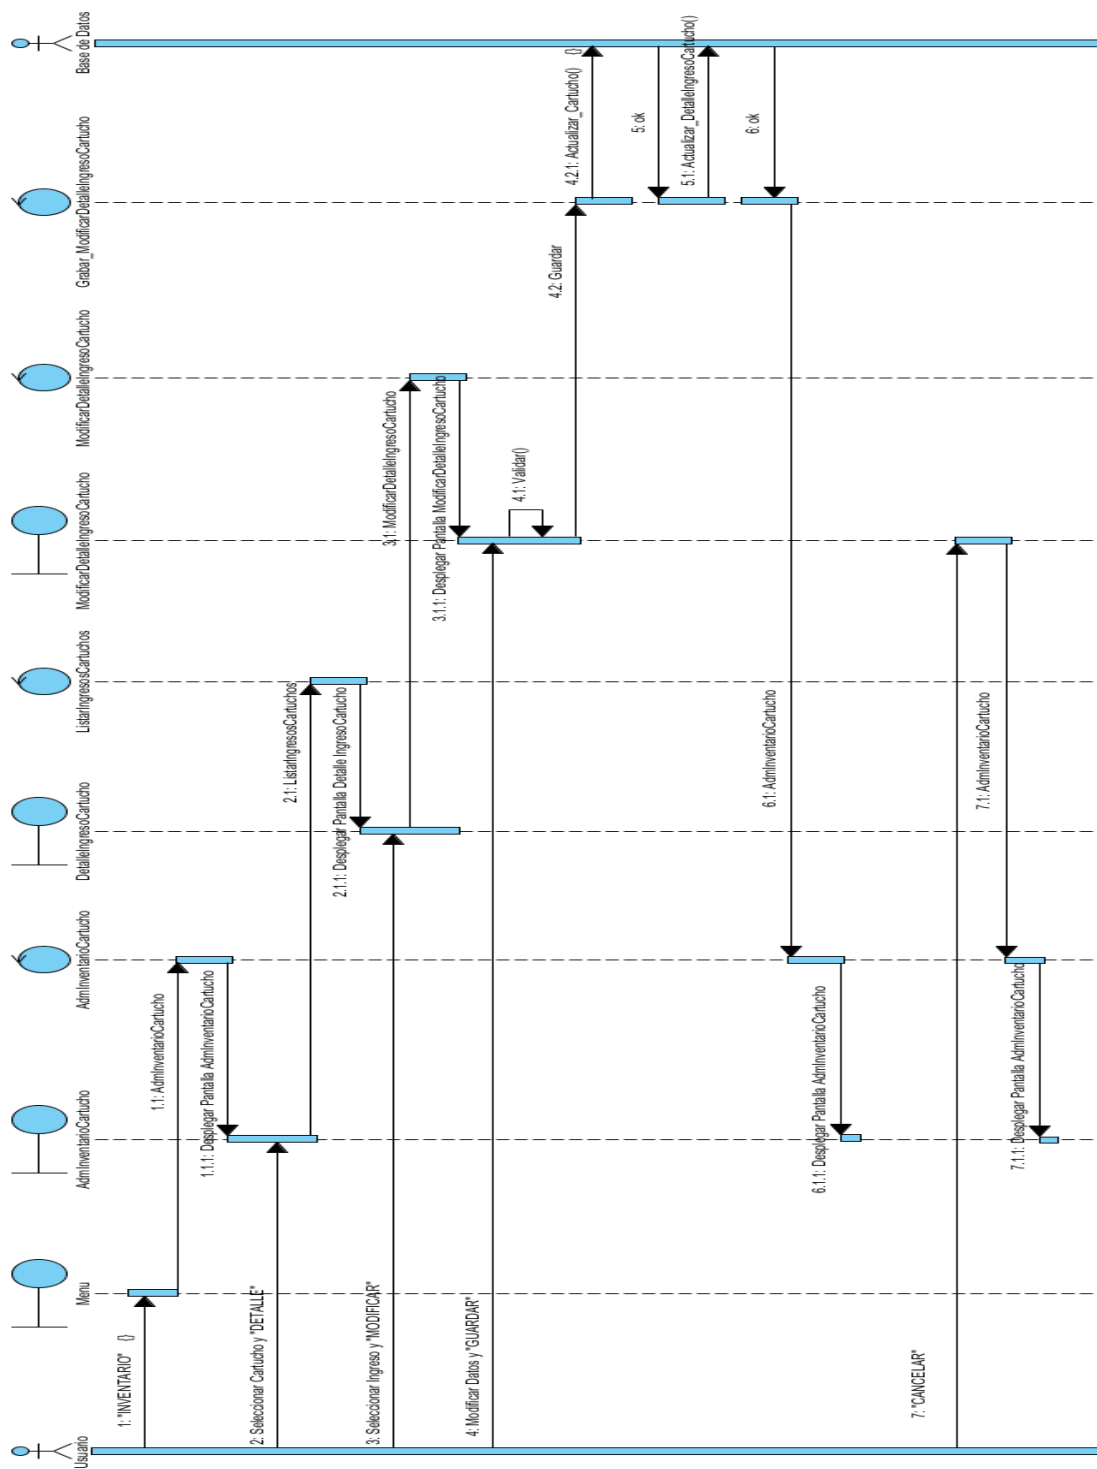 Usuario
Menu
AdmInventarioCartucho
AdmInventarioCartucho
DetalleIngresoCartucho
ListarIngresosCartuchos
ModificarDetalleIngresoCartucho
ModificarDetalleIngresoCartucho
Grabar_ModificarDetalleIngresoCartucho
Base de Datos
1: "INVENTARIO" {}
1.1: AdmInventarioCartucho
1.1.1: Desplegar Pantalla AdmInventarioCartucho
2: Seleccionar Cartucho y "DETALLE"
2.1: ListarIngresosCartuchos
2.1.1: Desplegar Pantalla Detalle IngresoCartucho
3: Seleccionar Ingreso y "MODIFICAR"
3.1: ModificarDetalleIngresoCartucho
3.1.1: Desplegar Pantalla ModificarDetalleIngresoCartucho
4: Modificar Datos y "GUARDAR"
4.1: Validar()
4.2: Guardar
4.2.1: Actualizar_Cartucho() {}
5: ok
5.1: Actualizar_DetalleIngresoCartucho()
6: ok
6.1: AdmInventarioCartucho
6.1.1: Desplegar Pantalla AdmInventarioCartucho
7: "CANCELAR"
7.1: AdmInventarioCartucho
7.1.1: Desplegar Pantalla AdmInventarioCartucho